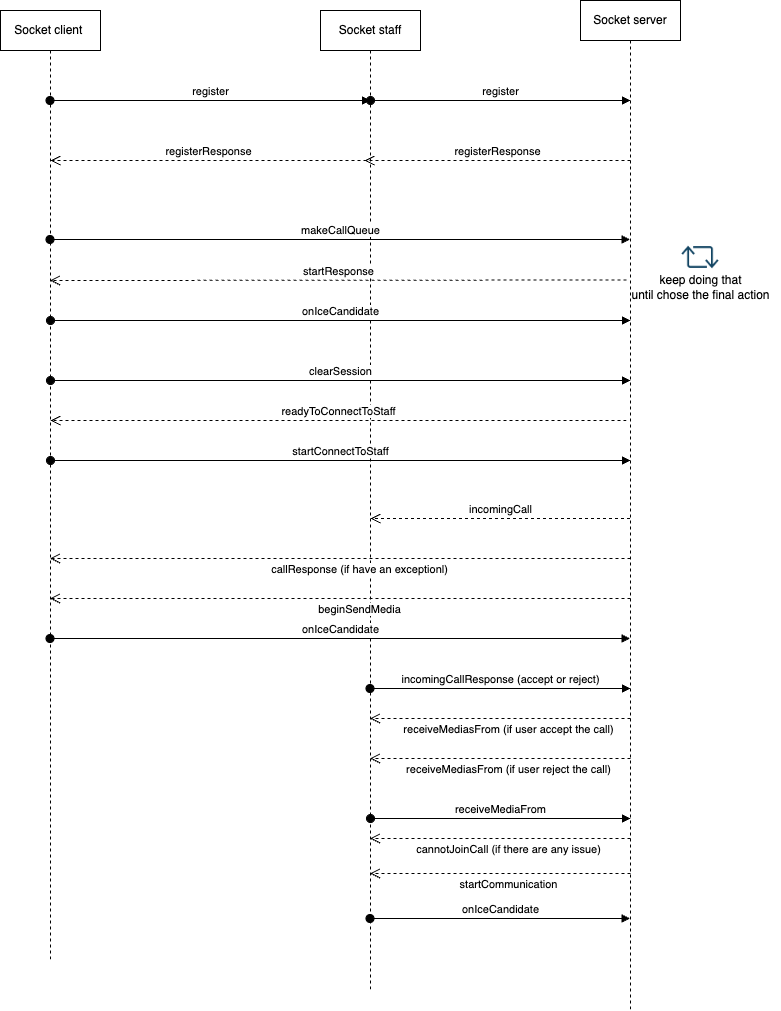 Socket client
Socket staff
Socket server
register
register
registerResponse
registerResponse
makeCallQueue
startResponse
keep doing that
until chose the final action
onIceCandidate
clearSession
readyToConnectToStaff
startConnectToStaff
incomingCall
callResponse (if have an exceptionl)
beginSendMedia
onIceCandidate
incomingCallResponse (accept or reject)
receiveMediasFrom (if user accept the call)
receiveMediasFrom (if user reject the call)
receiveMediaFrom
cannotJoinCall (if there are any issue)
startCommunication
onIceCandidate